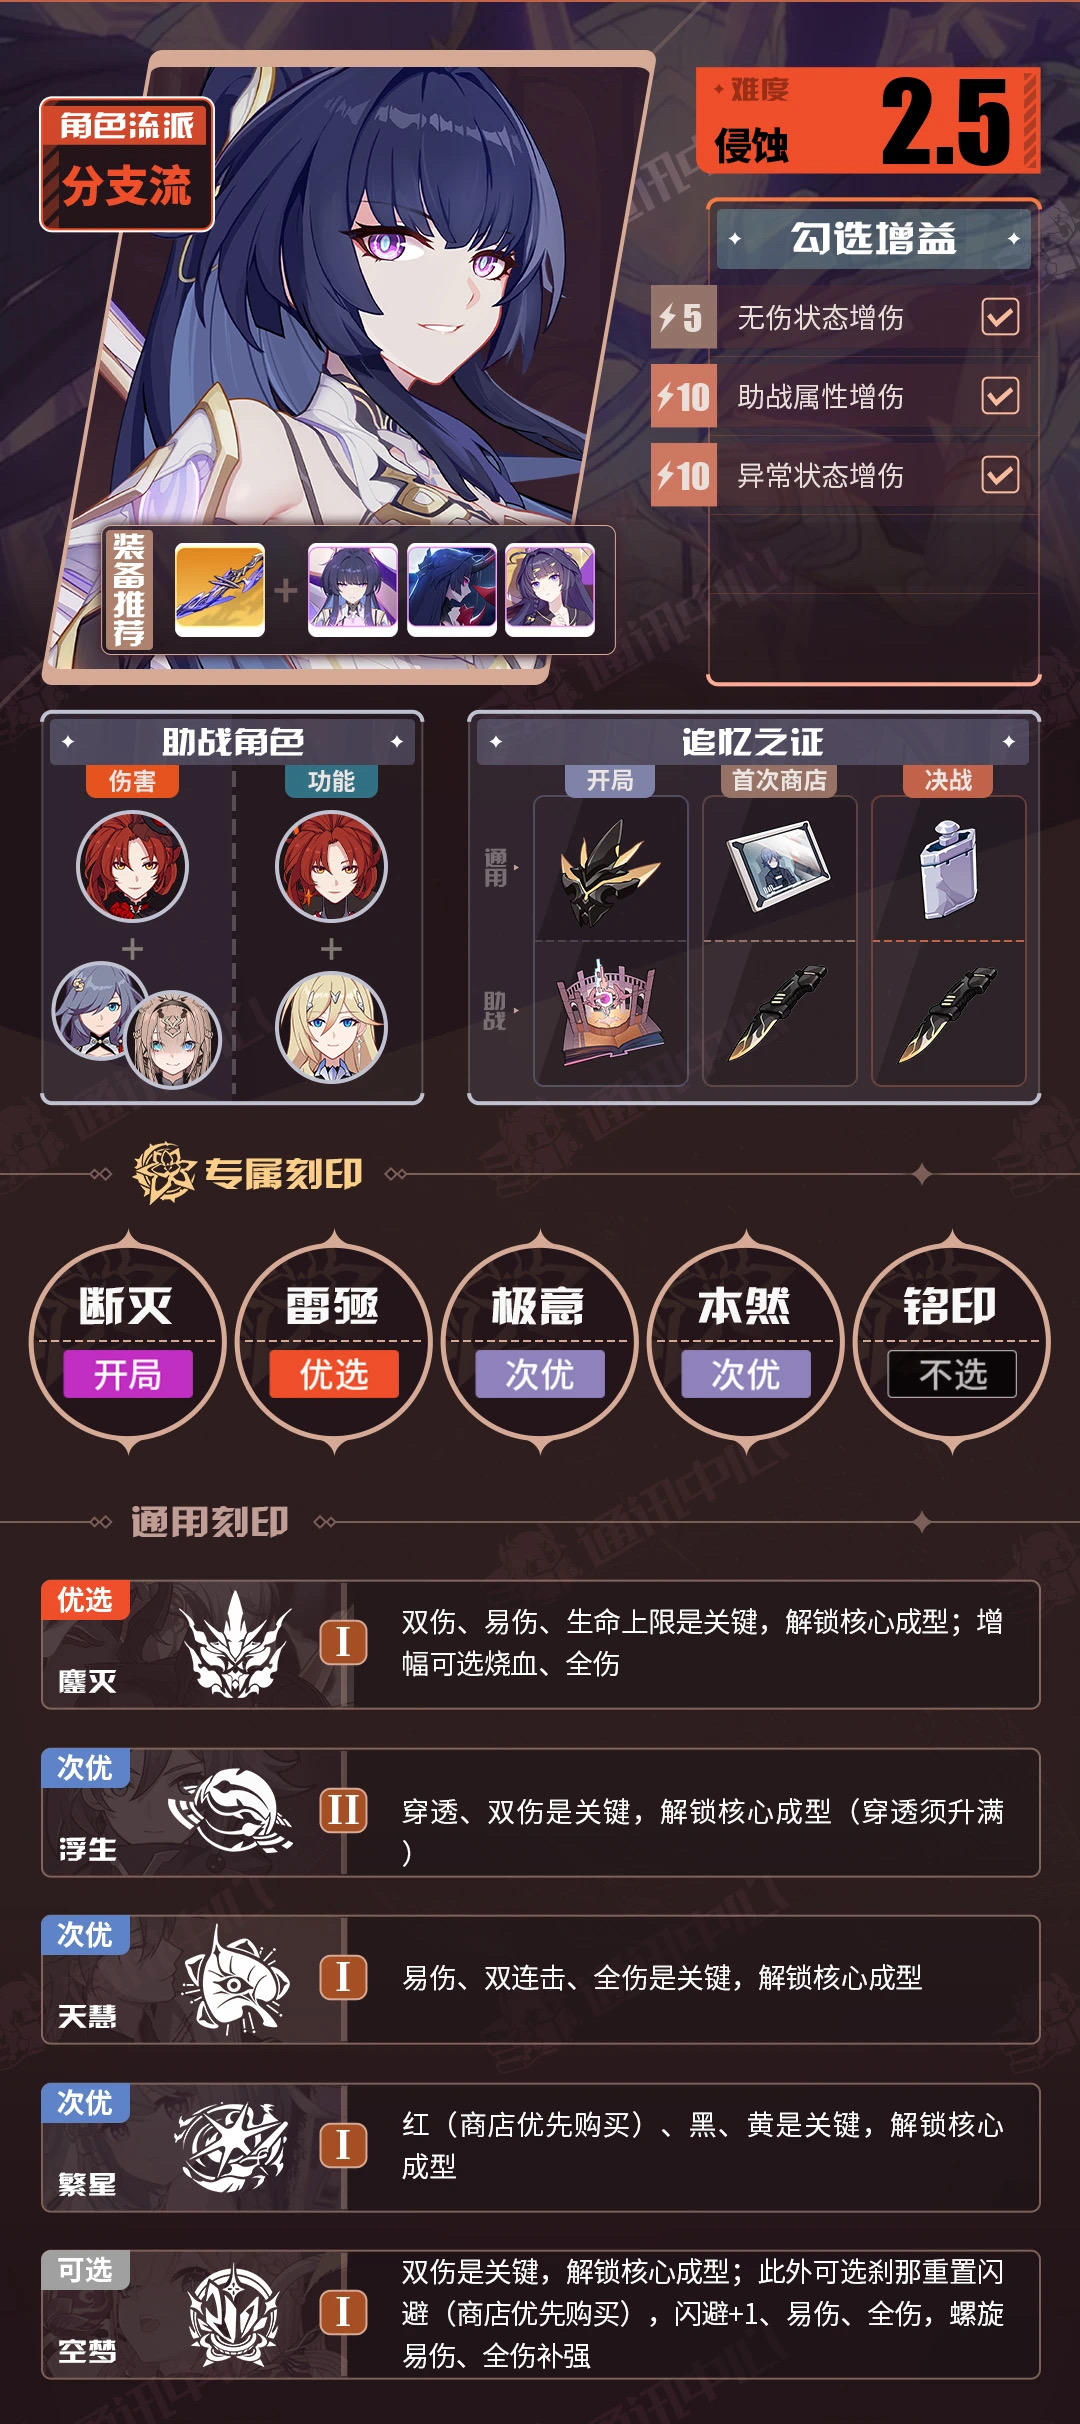 角色流派
分支流
难度
侵蚀
2.5
勾选增益
5
无伤状态增伤
10
助战属性增伤
10
异常状态增伤
装备推荐
助战角色
伤害
功能
追忆之证
开局
首次商店
决战
通用
助战
专属刻印
断灭
开局
雷殛
优选
极意
次优
本然
次优
铭印
不选
通用刻印
优选
鏖灭
I
双伤、易伤、生命上限是关键，解锁核心成型；增
幅可选烧血、全伤
次优
浮生
II
穿透、双伤是关键，解锁核心成型（穿透须升满
）
次优
天慧
I
易伤、双连击、全伤是关键，解锁核心成型
次优
繁星
I
红（商店优先购买）、黑、黄是关键，解锁核心
成型
可选
空梦
I
双伤是关键，解锁核心成型；此外可选刹那重置闪
避（商店优先购买），闪避+1、易伤、全伤，螺旋
易伤、全伤补强